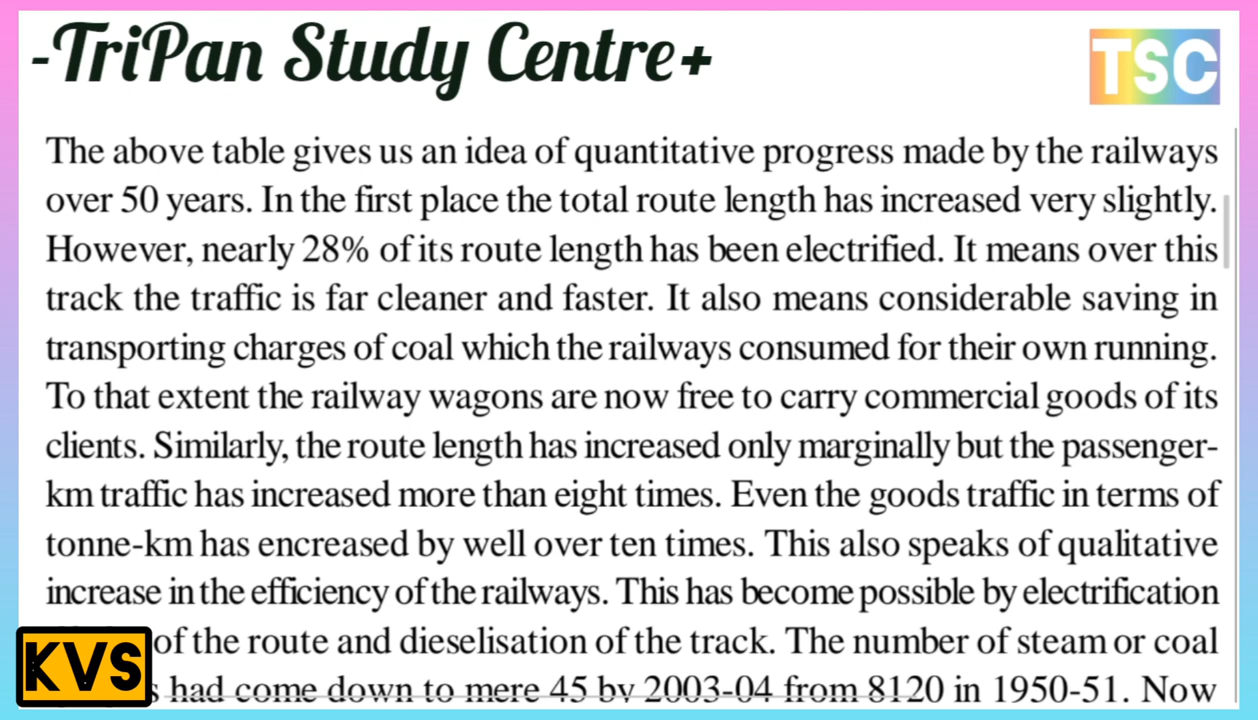 -TriPan Study Centre+
TSC
The above table gives us an idea of quantitative progress made by the railways
over 50 years. In the first place the total route length has increased very slightly.
However, nearly 28% of its route length has been electrified. It means over this
track the traffic is far cleaner and faster. It also means considerable saving in
transporting charges of coal which the railways consumed for their own running.
To that extent the railway wagons are now free to carry commercial goods of its
clients. Similarly, the route length has increased only marginally but the passenger-
km traffic has increased more than eight times. Even the goods traffic in terms of
tonne-km has encreased by well over ten times. This also speaks of qualitative
increase in the efficiency of the railways. This has become possible by electrification
of the route and dieselisation of the track. The number of steam or coal
had come down to mere 45 by 2003-04 from 8120 in 1950-51. Now
KVS